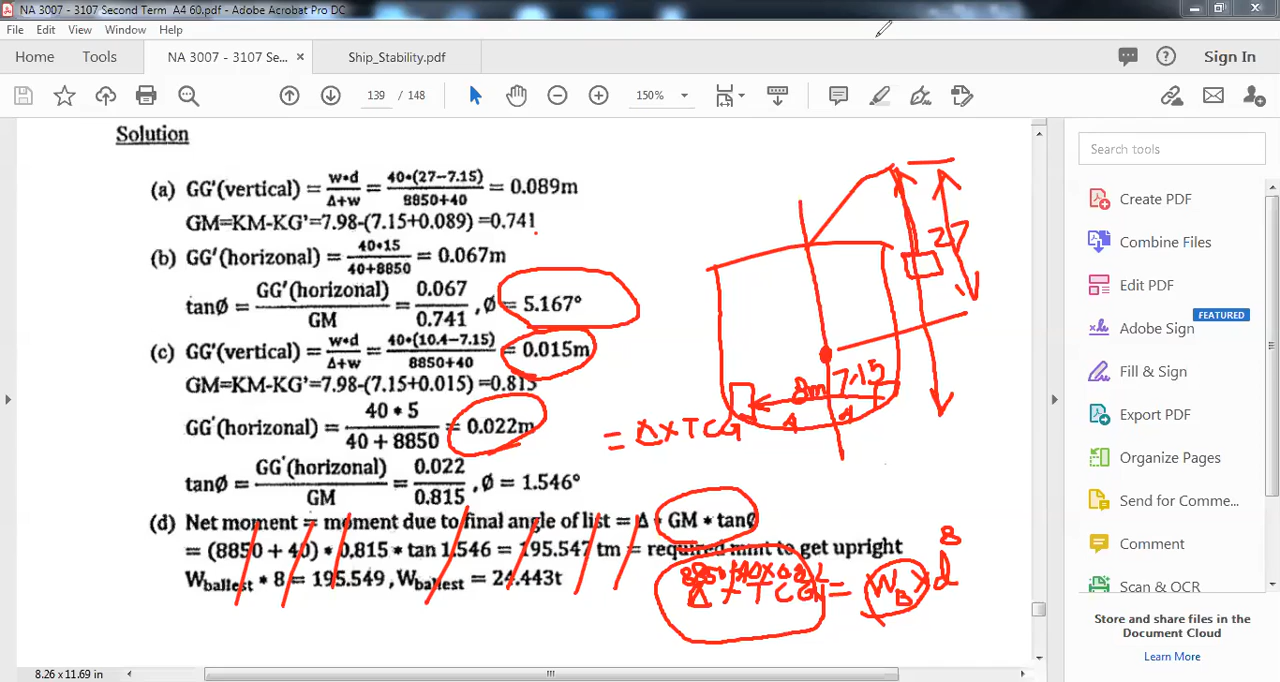 NA 3007 - 3107 Second Term A4 60.pdf - Adobe Acrobat Pro DC
File Edit View Window Help
Home Tools NA 3007 - 3107 Se... × Ship_Stability.pdf Sign In
139 / 148 150%
Solution
(a) GG'(vertical) = w*d/Δ+w = 40*(27−7.15)/8850+40 = 0.089m
GM=KM-KG'=7.98-(7.15+0.089) =0.741
(b) GG'(horizontal) = 40*15/40+8850 = 0.067m
tanØ = GG'(horizonal)/GM = 0.067/0.741 , Ø = 5.167°
(c) GG'(vertical) = w*d/Δ+w = 40*(10.4−7.15)/8850+40 = 0.015m
GM=KM-KG'=7.98-(7.15+0.015) =0.815
GG'(horizonal) = 40 * 5/40 + 8850 = 0.022m
tanØ = GG'(horizonal)/GM = 0.022/0.815 , Ø = 1.546°
(d) Net moment = moment due to final angle of list = Δ * GM * tanØ
= (8850 + 40) * 0.815 * tan 1.546 = 195.547 tm = required mmt to get upright
Wballest * 8 = 195.549 , Wballest = 24.443t
27
8m 7.15
4 4
= Δ×TCG
8
Δ × TCG = WB × d
Search tools
Create PDF
Combine Files
Edit PDF
FEATURED
Adobe Sign
Fill & Sign
Export PDF
Organize Pages
Send for Comme...
Comment
Scan & OCR
Store and share files in the
Document Cloud
Learn More
8.26 x 11.69 in